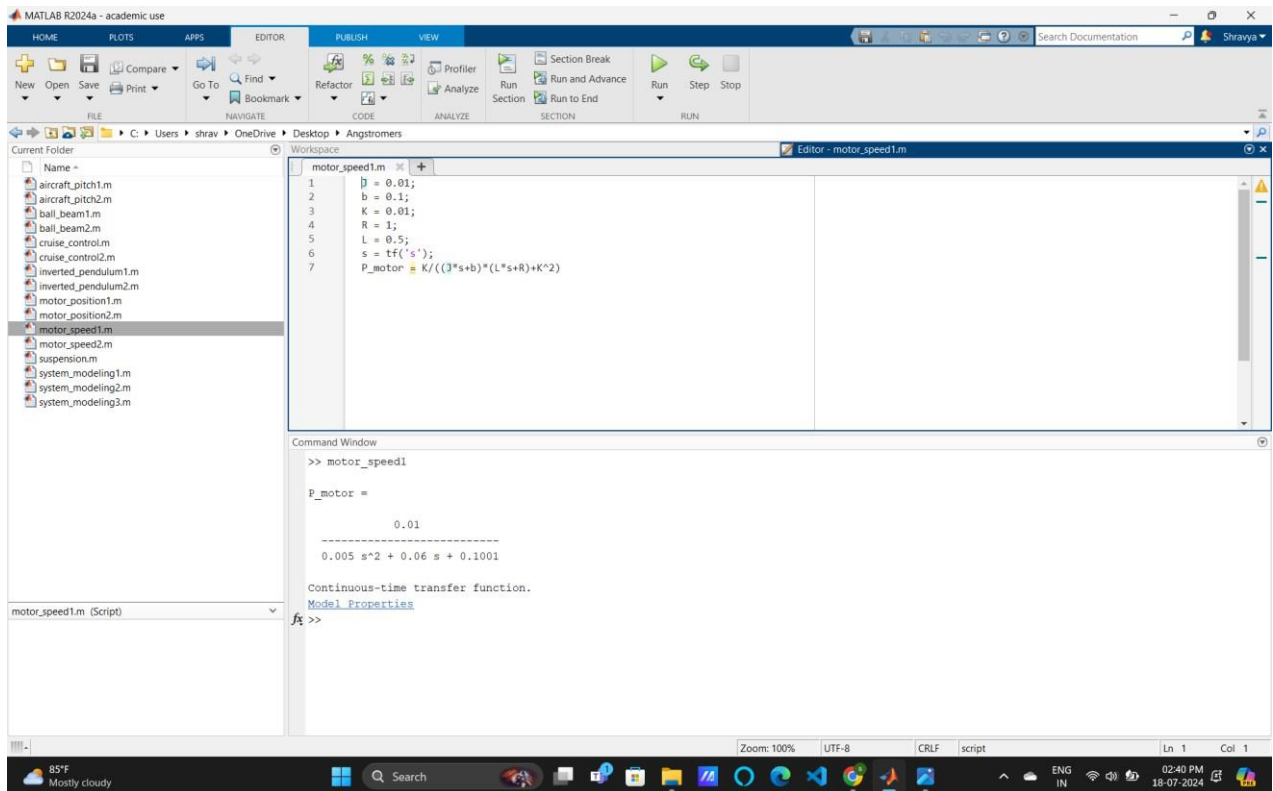 MATLAB R2024a - academic use
HOME PLOTS APPS EDITOR PUBLISH VIEW Search Documentation Shravya
New Open Save Compare Print Go To Find Bookmark Refactor Profiler Analyze Run Section Section Break Run and Advance Run to End Run Step Stop
FILE NAVIGATE CODE ANALYZE SECTION RUN
C: Users shrav OneDrive Desktop Angstromers
Current Folder
Name
aircraft_pitch1.m
aircraft_pitch2.m
ball_beam1.m
ball_beam2.m
cruise_control.m
cruise_control2.m
inverted_pendulum1.m
inverted_pendulum2.m
motor_position1.m
motor_position2.m
motor_speed1.m
motor_speed2.m
suspension.m
system_modeling1.m
system_modeling2.m
system_modeling3.m
motor_speed1.m (Script)
Workspace
Editor - motor_speed1.m
motor_speed1.m
1 J = 0.01;
2 b = 0.1;
3 K = 0.01;
4 R = 1;
5 L = 0.5;
6 s = tf('s');
7 P_motor = K/((J*s+b)*(L*s+R)+K^2)
Command Window
>> motor_speed1
P_motor =
0.01
---------------------------
0.005 s^2 + 0.06 s + 0.1001
Continuous-time transfer function.
Model Properties
fx >>
Zoom: 100% UTF-8 CRLF script Ln 1 Col 1
85°F
Mostly cloudy
Search
ENG
IN
02:40 PM
18-07-2024